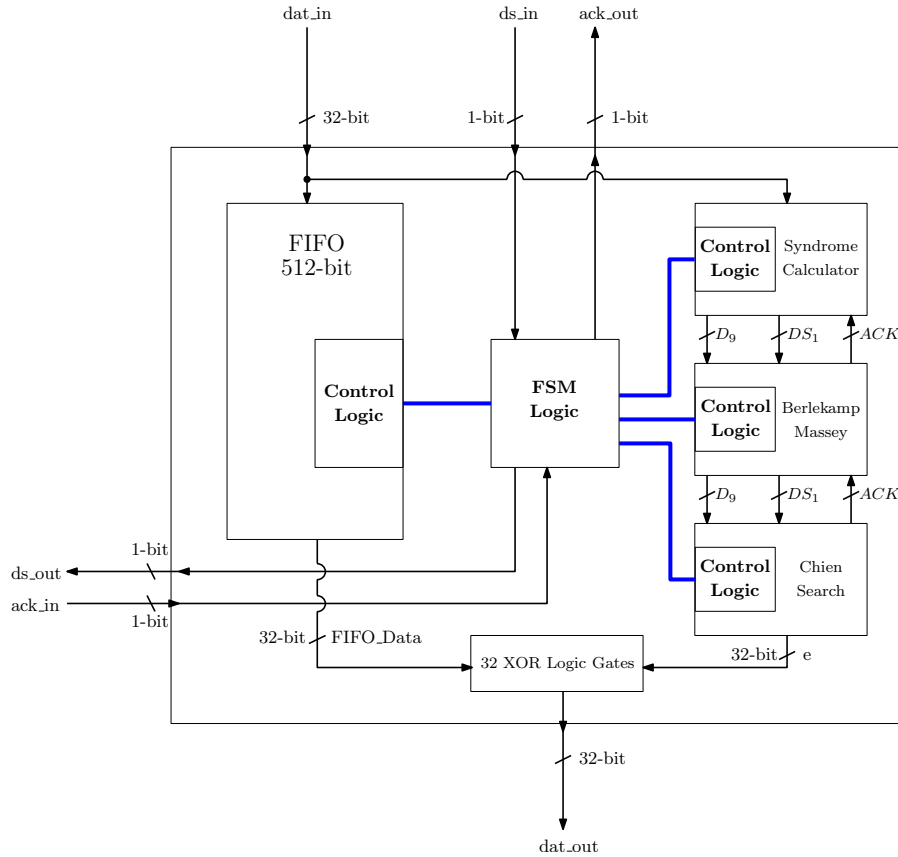 dat_in
ds_in
ack_out
32-bit
1-bit
1-bit
FIFO
512-bit
Control
Logic
Syndrome
Calculator
D9
DS1
ACK
Control
Logic
FSM
Logic
Control
Logic
Berlekamp
Massey
D9
DS1
ACK
1-bit
ds_out
ack_in
1-bit
Control
Logic
Chien
Search
32-bit
FIFO_Data
32 XOR Logic Gates
32-bit
e
32-bit
dat_out